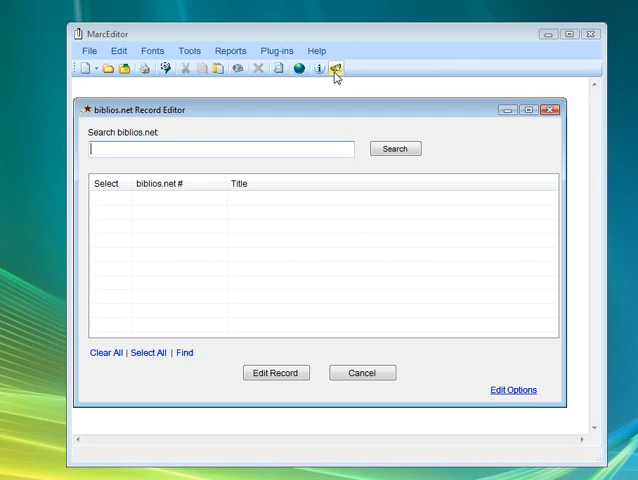 MarcEditor
File Edit Fonts Tools Reports Plug-ins Help
biblios.net Record Editor
Search biblios.net:
Search
Select biblios.net # Title
Clear All | Select All | Find
Edit Record Cancel
Edit Options